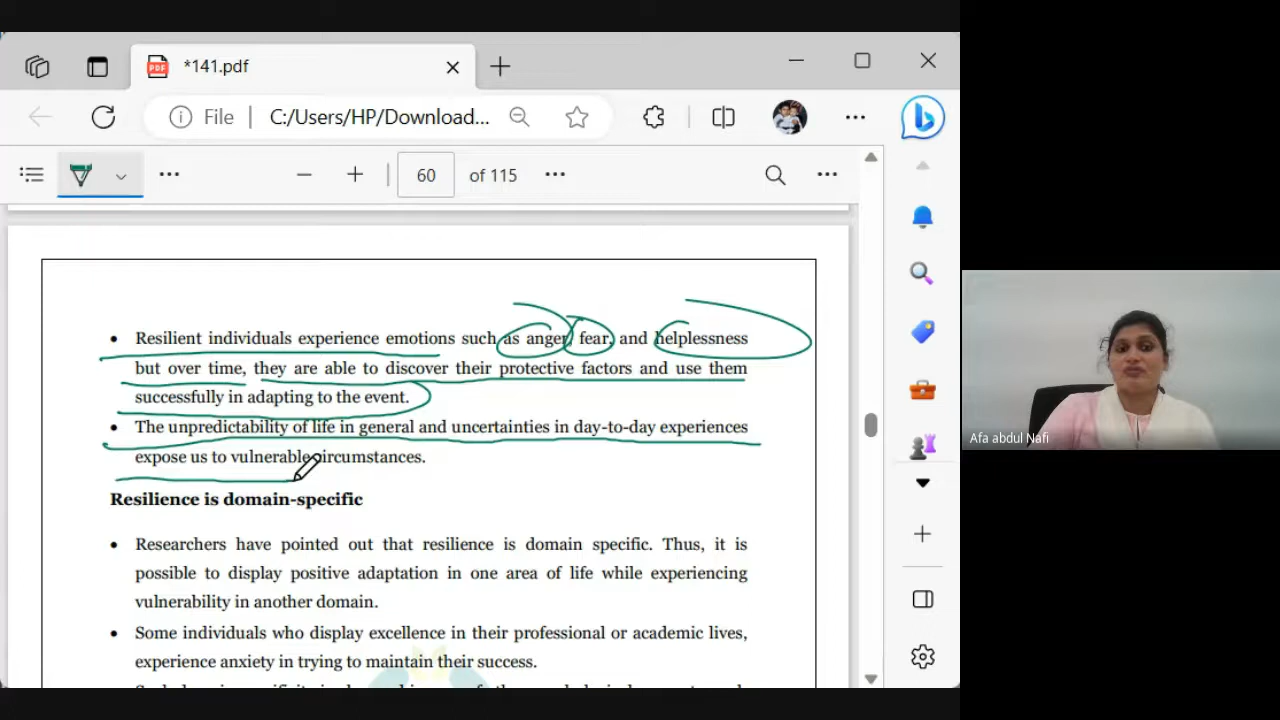 *141.pdf
File
C:/Users/HP/Download...
60 of 115
• Resilient individuals experience emotions such as anger, fear, and helplessness
but over time, they are able to discover their protective factors and use them
successfully in adapting to the event.
• The unpredictability of life in general and uncertainties in day-to-day experiences
expose us to vulnerable circumstances.
Resilience is domain-specific
• Researchers have pointed out that resilience is domain specific. Thus, it is
possible to display positive adaptation in one area of life while experiencing
vulnerability in another domain.
• Some individuals who display excellence in their professional or academic lives,
experience anxiety in trying to maintain their success.
Afa abdul Nafi